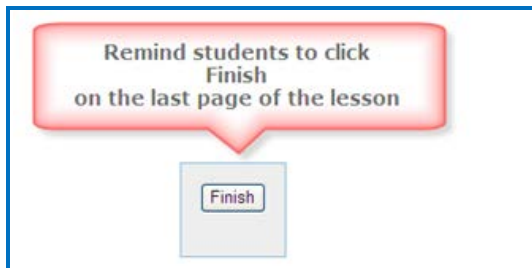 Remind students to click
Finish
on the last page of the lesson
Finish